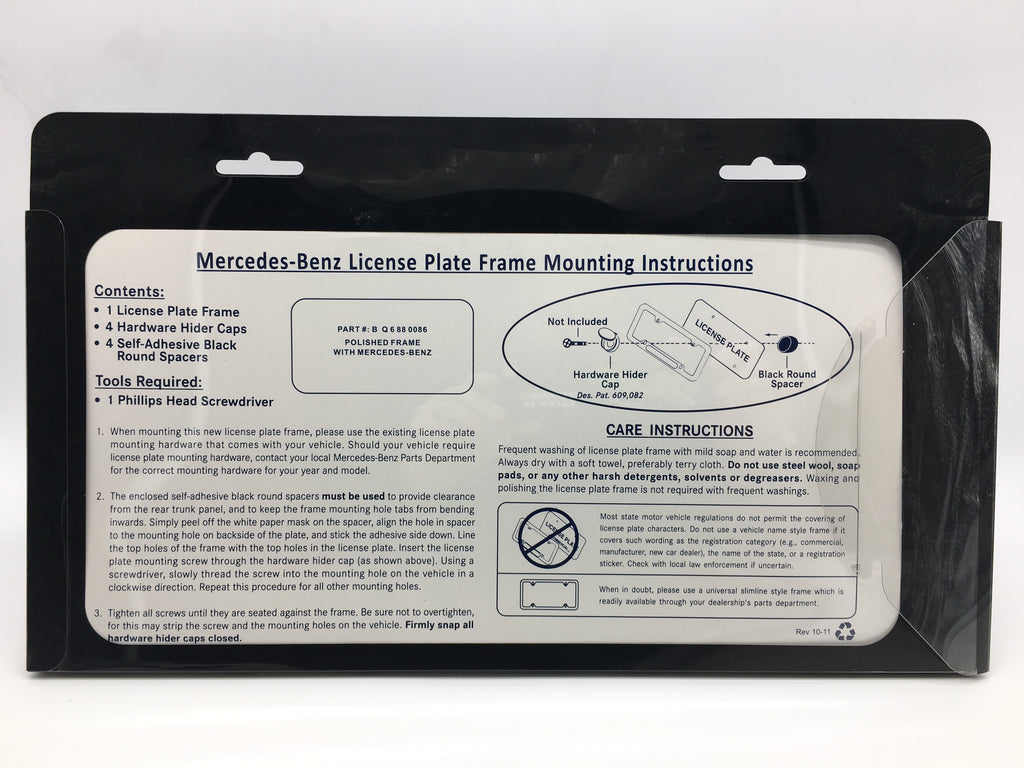 Mercedes-Benz License Plate Frame Mounting Instructions
Contents:
• 1 License Plate Frame
• 4 Hardware Hider Caps
• 4 Self-Adhesive Black
Round Spacers
Tools Required:
• 1 Phillips Head Screwdriver
PART #: B Q 6 88 0086
POLISHED FRAME
WITH MERCEDES-BENZ
Not Included
LICENSE PLATE
Hardware Hider
Cap
Des. Pat. 609,082
Black Round
Spacer
1. When mounting this new license plate frame, please use the existing license plate
mounting hardware that comes with your vehicle. Should your vehicle require
license plate mounting hardware, contact your local Mercedes-Benz Parts Department
for the correct mounting hardware for your year and model.
2. The enclosed self-adhesive black round spacers must be used to provide clearance
from the rear trunk panel, and to keep the frame mounting hole tabs from bending
inwards. Simply peel off the white paper mask on the spacer, align the hole in spacer
to the mounting hole on backside of the plate, and stick the adhesive side down. Line
the top holes of the frame with the top holes in the license plate. Insert the license
plate mounting screw through the hardware hider cap (as shown above). Using a
screwdriver, slowly thread the screw into the mounting hole on the vehicle in a
clockwise direction. Repeat this procedure for all other mounting holes.
3. Tighten all screws until they are seated against the frame. Be sure not to overtighten,
for this may strip the screw and the mounting holes on the vehicle. Firmly snap all
hardware hider caps closed.
CARE INSTRUCTIONS
Frequent washing of license plate frame with mild soap and water is recommended.
Always dry with a soft towel, preferably terry cloth. Do not use steel wool, soap
pads, or any other harsh detergents, solvents or degreasers. Waxing and
polishing the license plate frame is not required with frequent washings.
LICENSE PLA
Most state motor vehicle regulations do not permit the covering of
license plate characters. Do not use a vehicle name style frame if it
covers such wording as the registration category (e.g., commercial,
manufacturer, new car dealer), the name of the state, or a registration
sticker. Check with local law enforcement if uncertain.
When in doubt, please use a universal slimline style frame which is
readily available through your dealership's parts department.
Rev 10-11